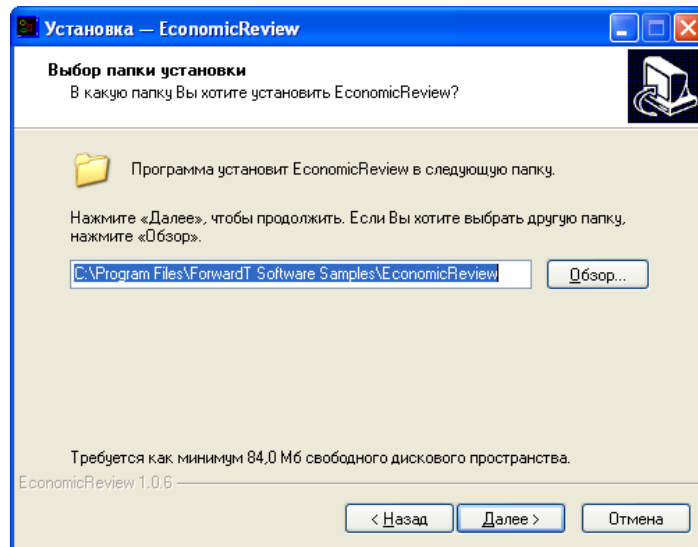 Установка — EconomicReview
Выбор папки установки
В какую папку Вы хотите установить EconomicReview?
Программа установит EconomicReview в следующую папку.
Нажмите «Далее», чтобы продолжить. Если Вы хотите выбрать другую папку,
нажмите «Обзор».
C:\Program Files\ForwardT Software Samples\EconomicReview
Обзор...
Требуется как минимум 84,0 Мб свободного дискового пространства.
EconomicReview 1.0.6
< Назад
Далее >
Отмена